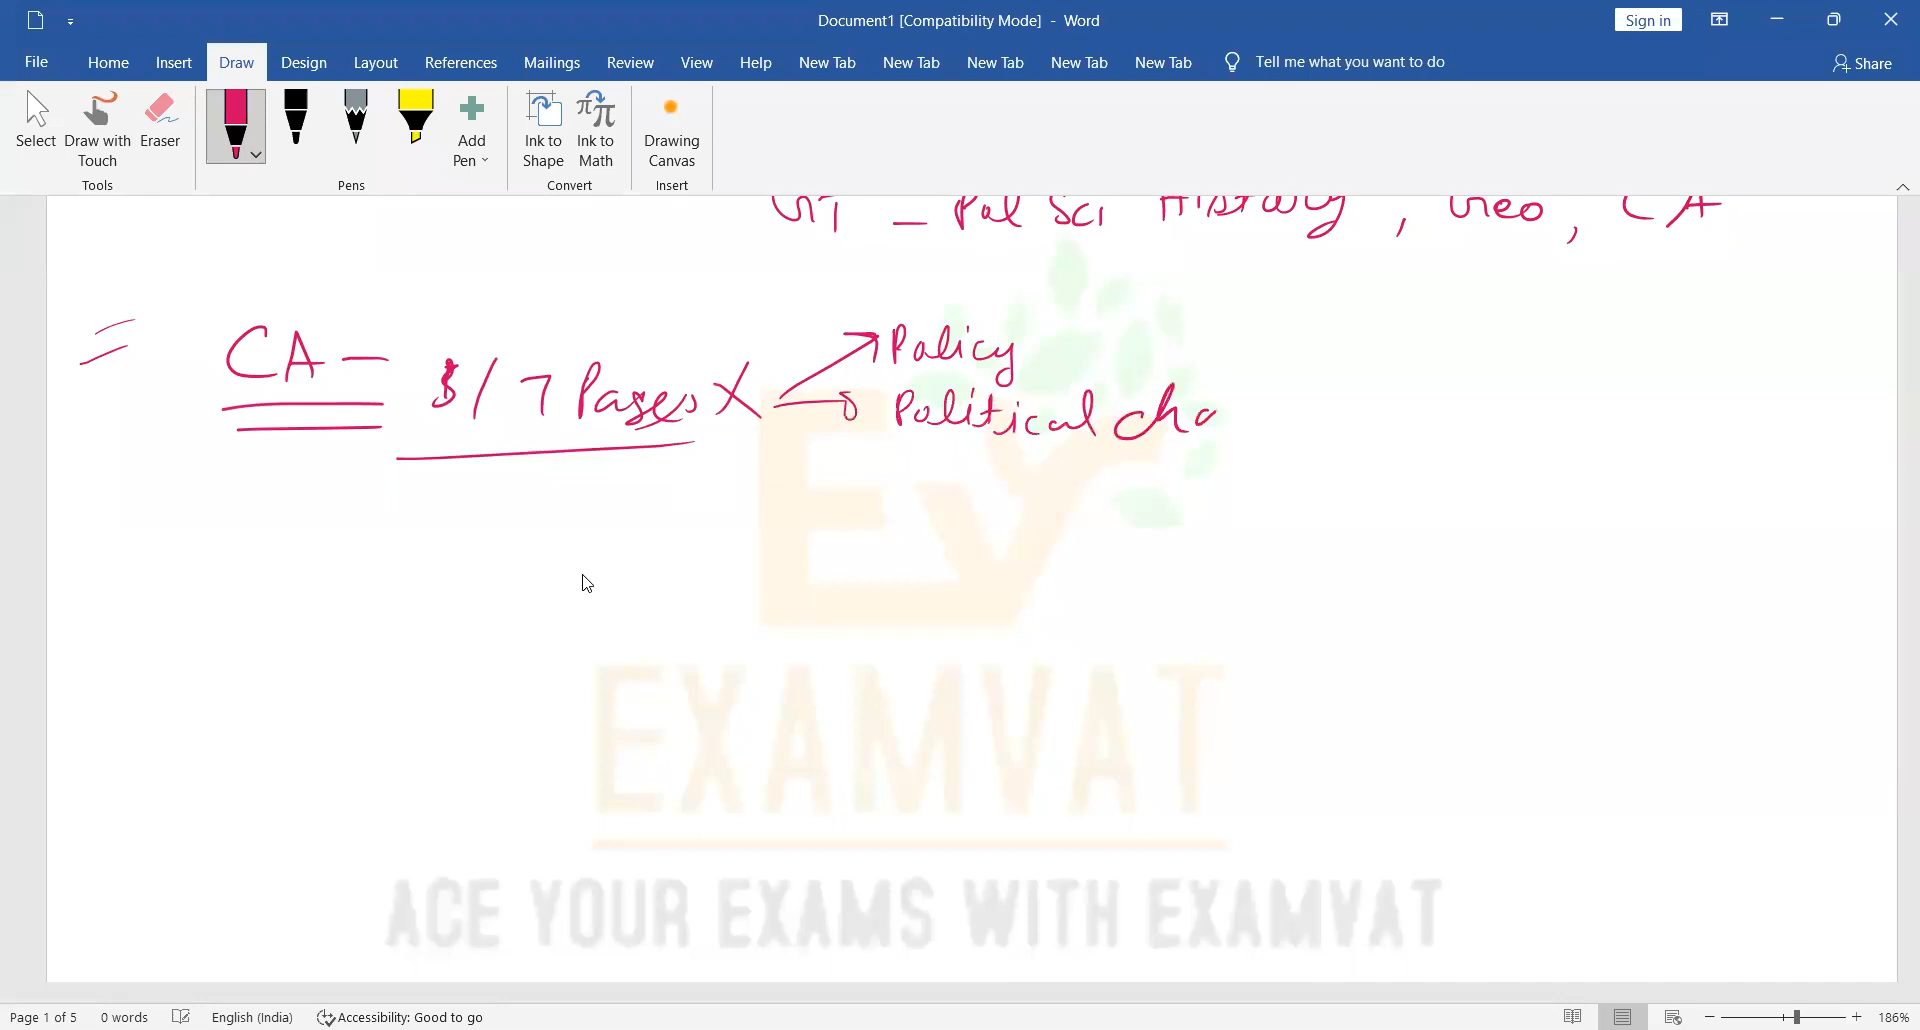 Document1 [Compatibility Mode] - Word
Sign in
File Home Insert Draw Design Layout References Mailings Review View Help New Tab New Tab New Tab New Tab New Tab Tell me what you want to do Share
Select Draw with Touch Eraser Add Pen Ink to Shape Ink to Math Drawing Canvas
Tools Pens Convert Insert
Pol Sci History, Geo, CA
= CA — / 7 Pages X Policy
Political cha
EV
EXAMVAT
ACE YOUR EXAMS WITH EXAMVAT
Page 1 of 5 0 words English (India) Accessibility: Good to go 186%